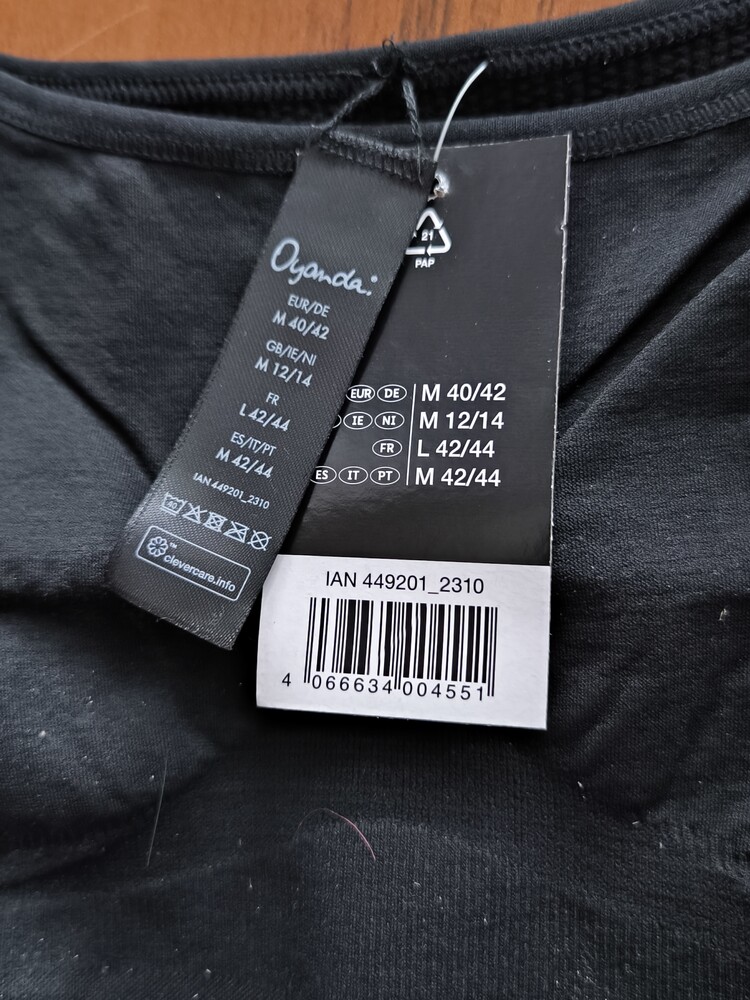 Oyanda:
EUR/DE
M 40/42
GB/IE/NI
M 12/14
FR
L 42/44
ES/IT/PT
M 42/44
IAN 449201_2310
40
™
clevercare.info
21
PAP
EUR DE M 40/42
IE NI M 12/14
FR L 42/44
ES IT PT M 42/44
IAN 449201_2310
4 066634 004551